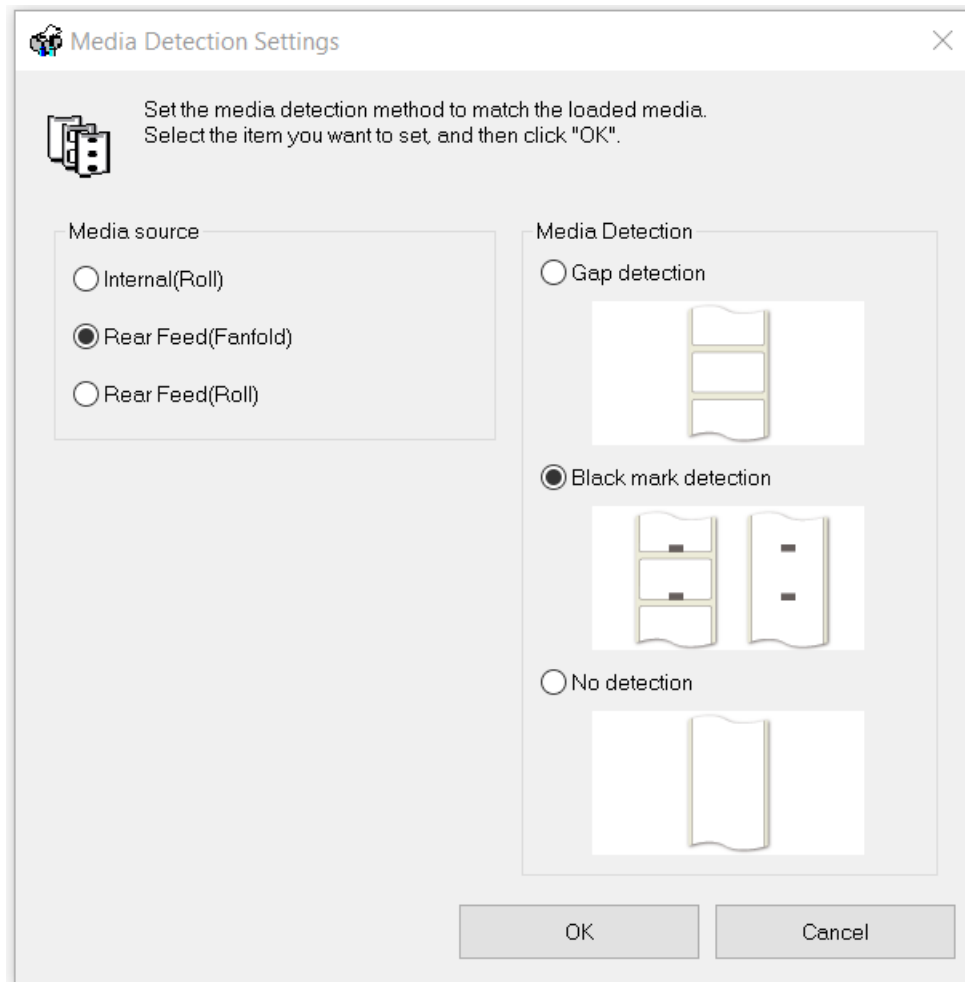 Media Detection Settings
Set the media detection method to match the loaded media.
Select the item you want to set, and then click "OK".
Media source
Internal(Roll)
Rear Feed(Fanfold)
Rear Feed(Roll)
Media Detection
Gap detection
Black mark detection
No detection
OK
Cancel